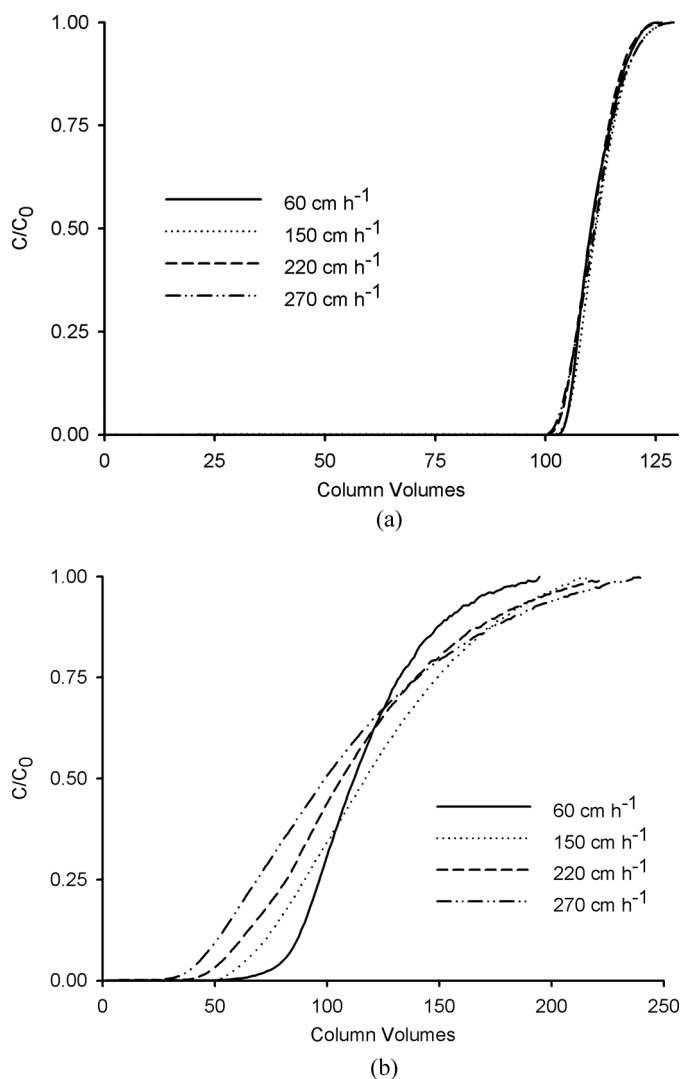 1.00
0.75
0.50
0.25
0.00
C/C0
60 cm h-1
150 cm h-1
220 cm h-1
270 cm h-1
0 25 50 75 100 125
Column Volumes
(a)
1.00
0.75
0.50
0.25
0.00
C/C0
60 cm h-1
150 cm h-1
220 cm h-1
270 cm h-1
0 50 100 150 200 250
Column Volumes
(b)